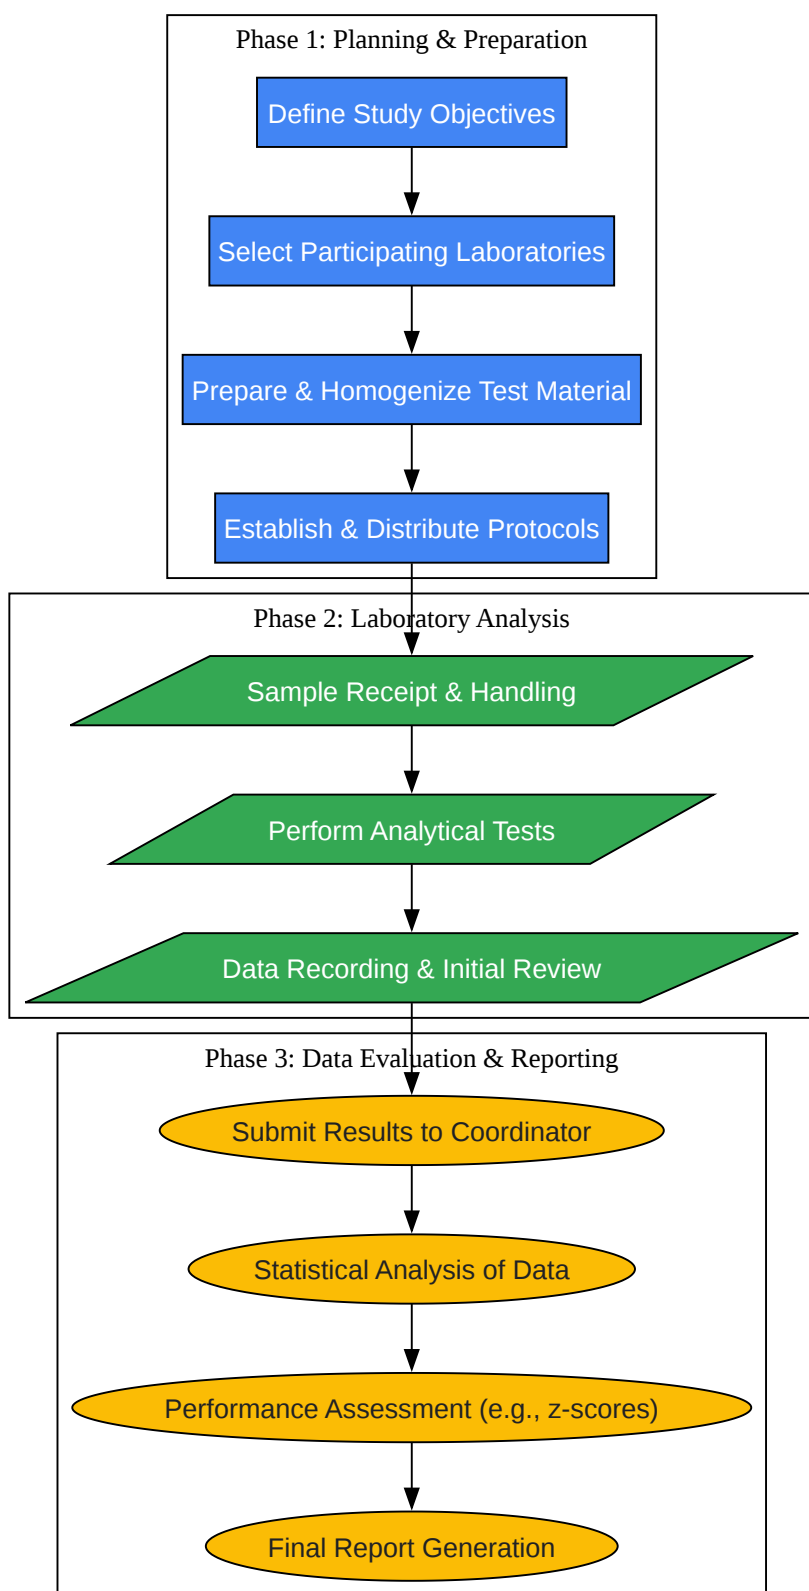 Phase 1: Planning & Preparation
Define Study Objectives
Select Participating Laboratories
Prepare & Homogenize Test Material
Establish & Distribute Protocols
Phase 2: Laboratory Analysis
Sample Receipt & Handling
Perform Analytical Tests
Data Recording & Initial Review
Phase 3: Data Evaluation & Reporting
Submit Results to Coordinator
Statistical Analysis of Data
Performance Assessment (e.g., z-scores)
Final Report Generation